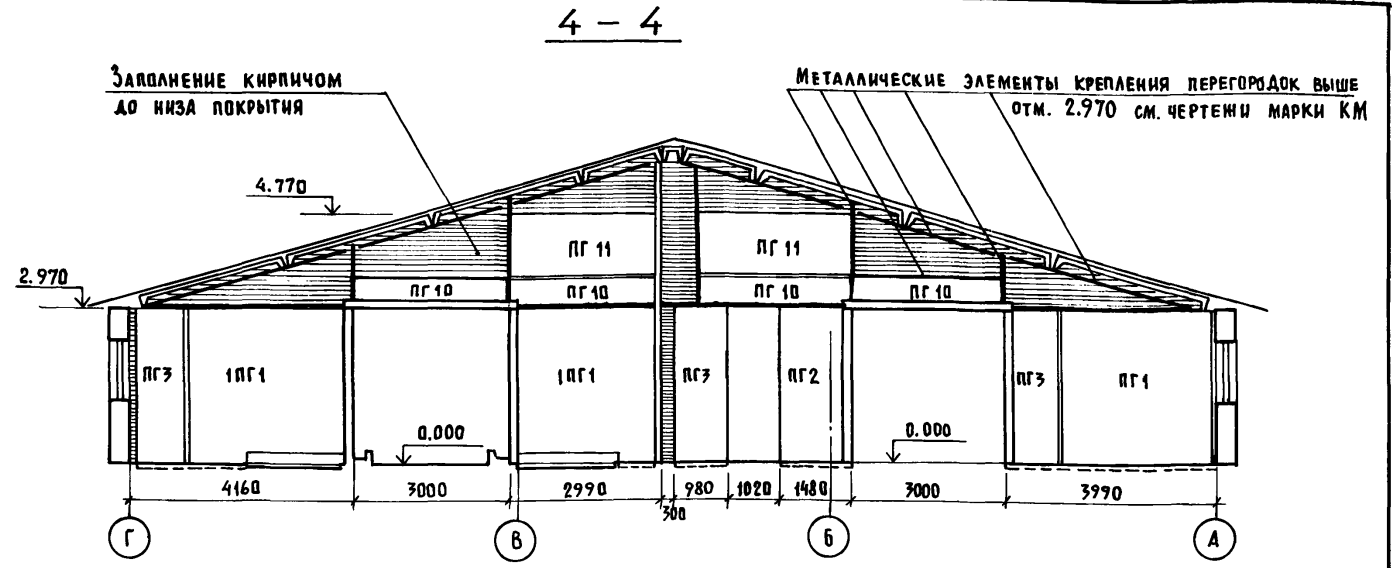 4 – 4
ЗАПОЛНЕНИЕ КИРПИЧОМ
ДО НИЗА ПОКРЫТИЯ
МЕТАЛЛИЧЕСКИЕ ЭЛЕМЕНТЫ КРЕПЛЕНИЯ ПЕРЕГОРОДОК ВЫШЕ
ОТМ. 2.970 СМ. ЧЕРТЕЖИ МАРКИ КМ
4.770
2.970
ПГ 11
ПГ 11
ПГ 10
ПГ 10
ПГ 10
ПГ 10
ПГ3
1ПГ1
1ПГ1
ПГ3
ПГ2
ПГ3
ПГ1
0.000
0.000
4160
3000
2990
300
980
1020
1480
3000
3990
Г
В
Б
А